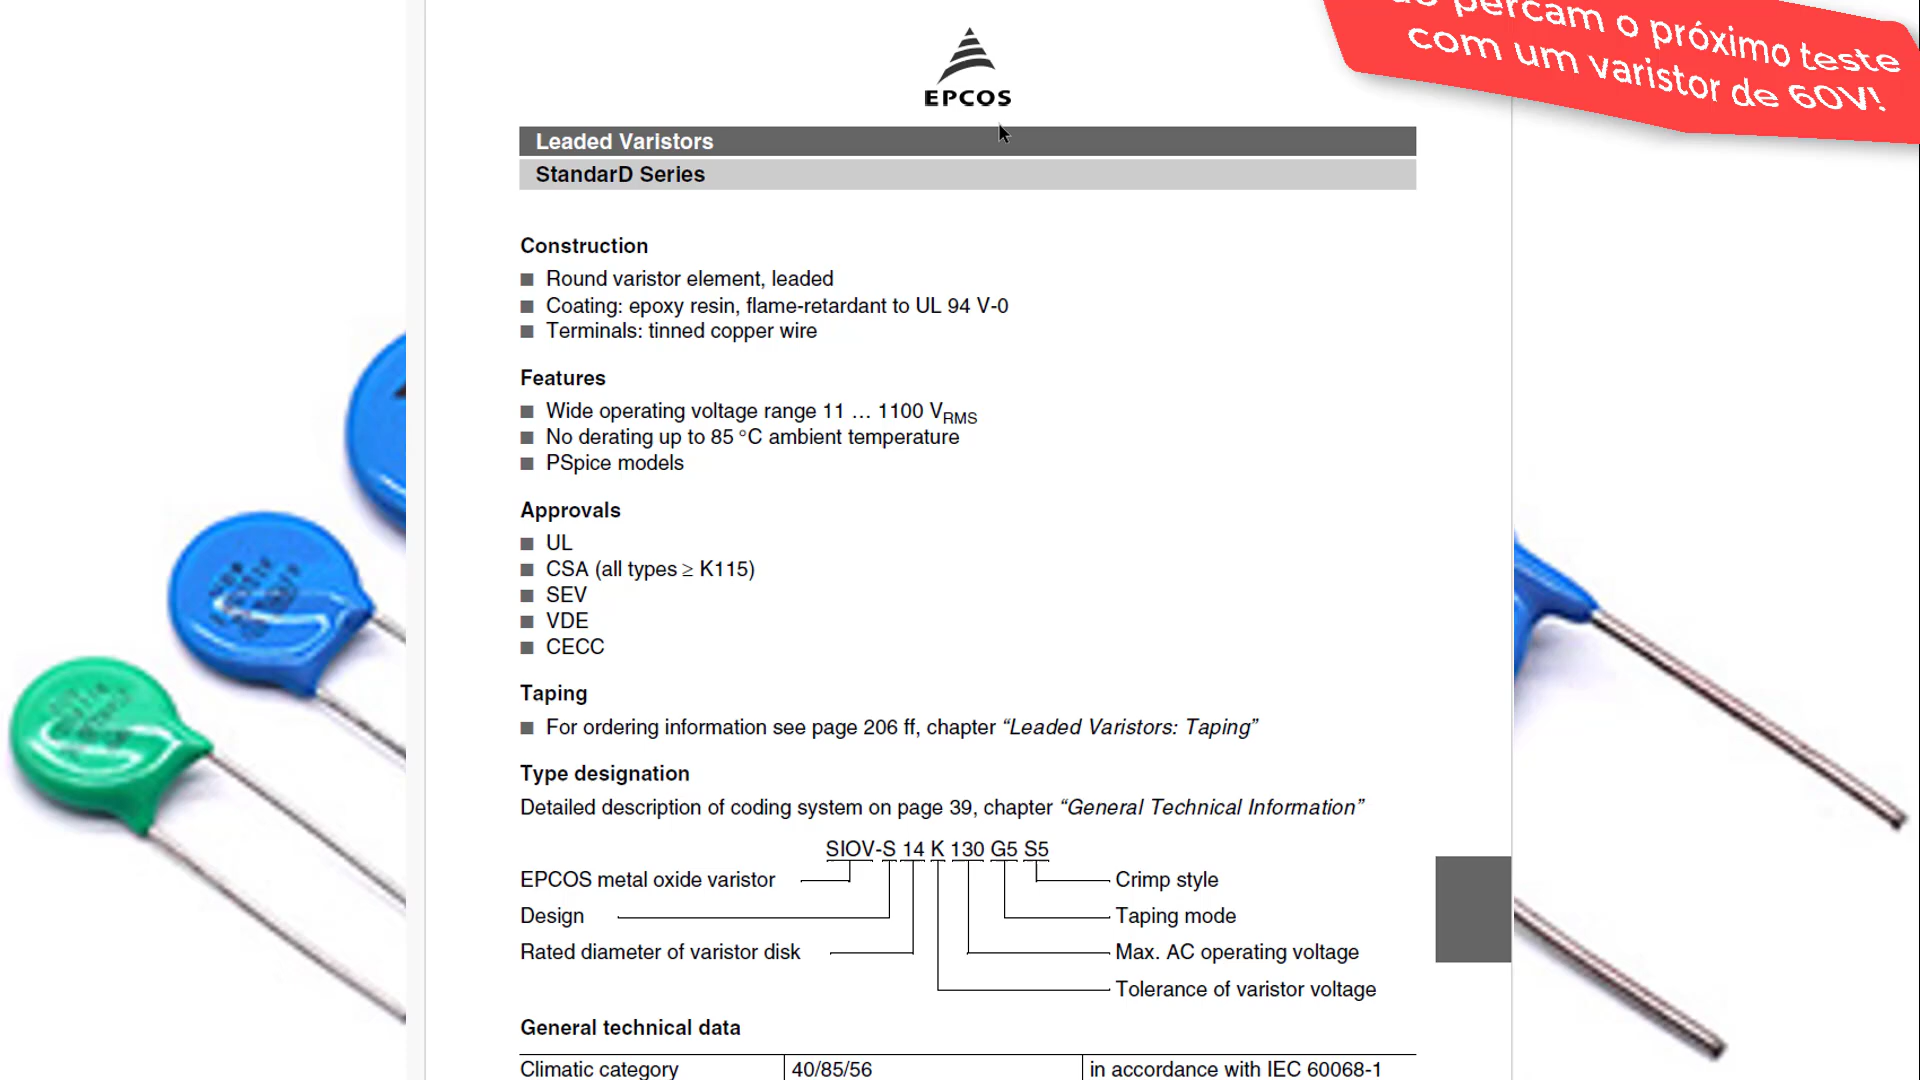 percam o próximo teste
com um varistor de 60V!
EPCOS
Leaded Varistors
StandarD Series
Construction
■ Round varistor element, leaded
■ Coating: epoxy resin, flame-retardant to UL 94 V-0
■ Terminals: tinned copper wire
Features
■ Wide operating voltage range 11 … 1100 VRMS
■ No derating up to 85 °C ambient temperature
■ PSpice models
Approvals
■ UL
■ CSA (all types ≥ K115)
■ SEV
■ VDE
■ CECC
Taping
■ For ordering information see page 206 ff, chapter “Leaded Varistors: Taping”
Type designation
Detailed description of coding system on page 39, chapter “General Technical Information”
SIOV-S 14 K 130 G5 S5
EPCOS metal oxide varistor Crimp style
Design Taping mode
Rated diameter of varistor disk Max. AC operating voltage
Tolerance of varistor voltage
General technical data
Climatic category 40/85/56 in accordance with IEC 60068-1